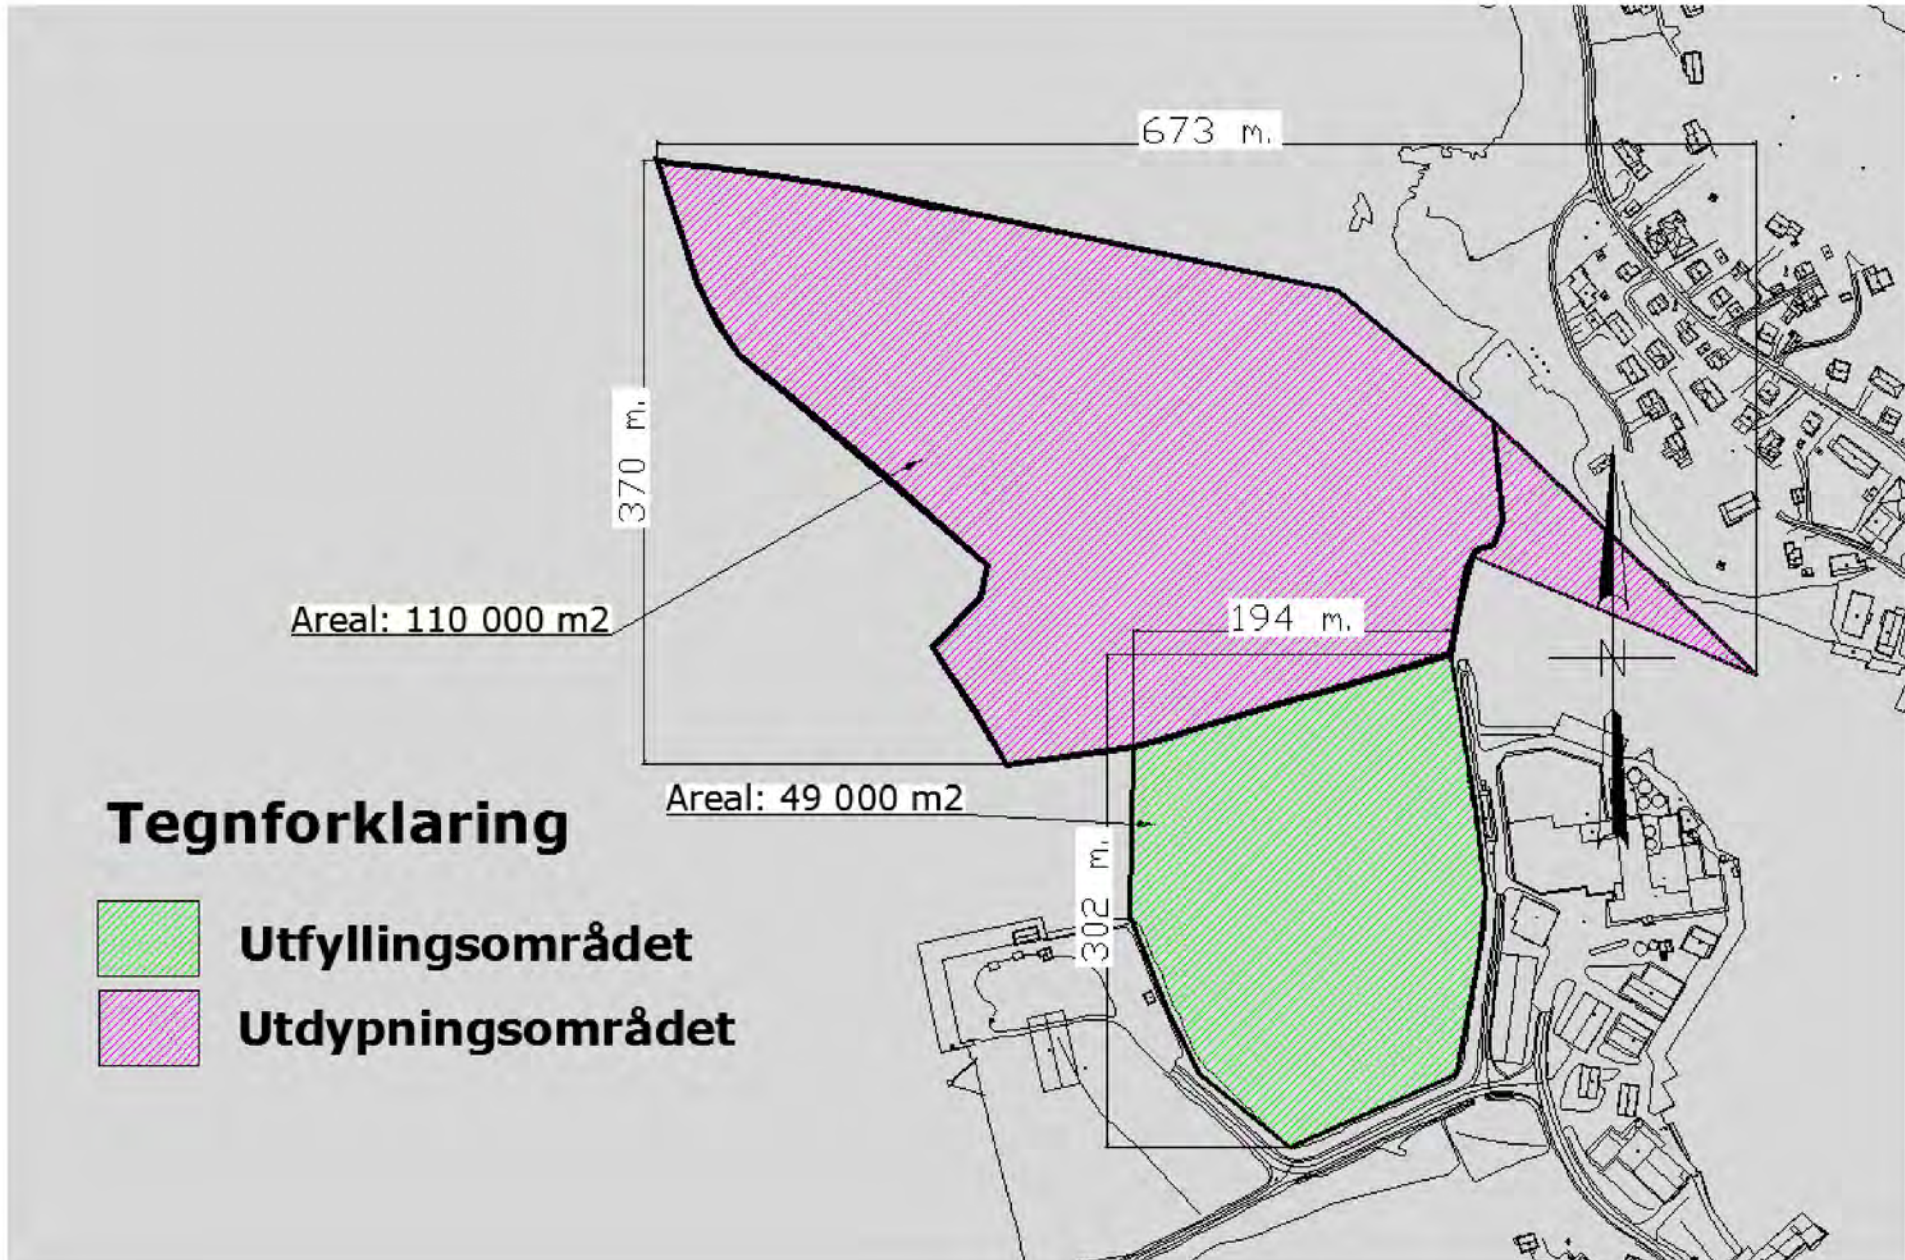 673 m.
370 m.
Areal: 110 000 m2
194 m.
N
Areal: 49 000 m2
302 m.
Tegnforklaring
Utfyllingsområdet
Utdypningsområdet